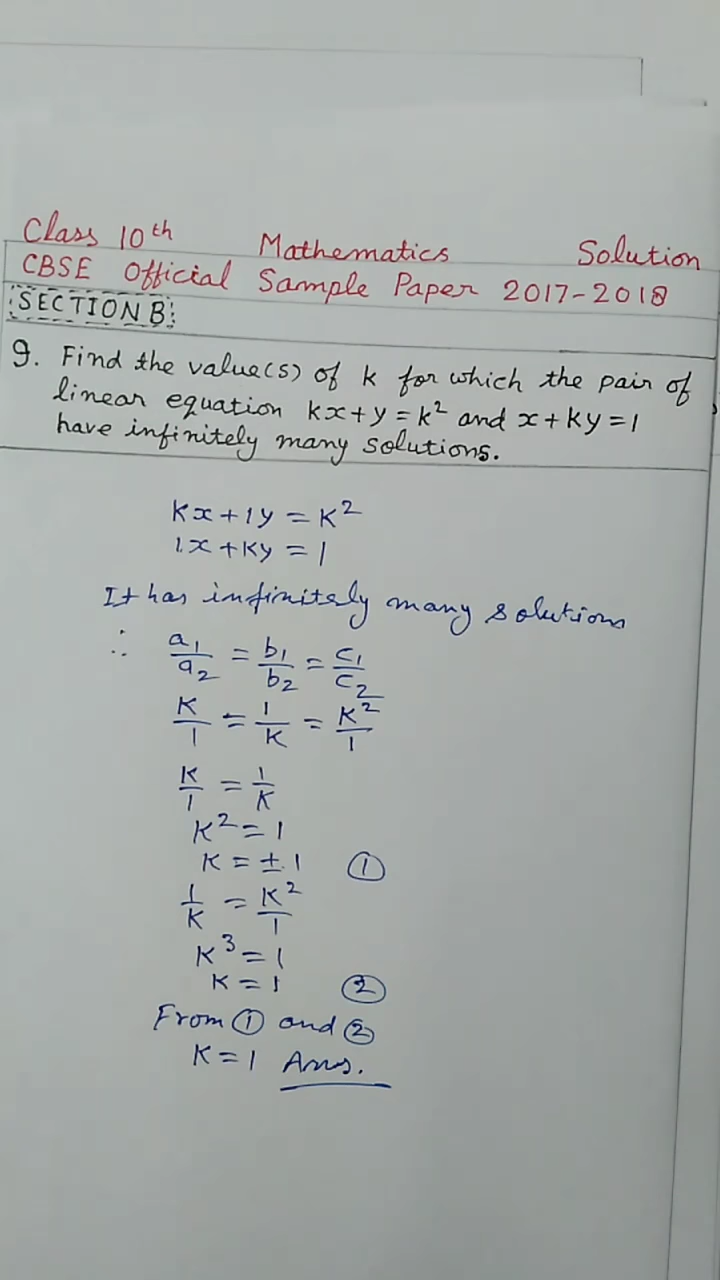 Class 10th Mathematics Solution
CBSE Official Sample Paper 2017-2018
SECTION B:
9. Find the value(s) of k for which the pair of
linear equation kx+y=k² and x+ky=1
have infinitely many solutions.
Kx+1y=K²
1x+Ky=1
It has infinitely many solutions
∴ a₁/a₂ = b₁/b₂ = c₁/c₂
K/1 = 1/K = K²/1
K/1 = 1/K
K²=1
K=±1 ①
1/K = K²/1
K³=1
K=1 ②
From ① and ②
K=1 Ans.